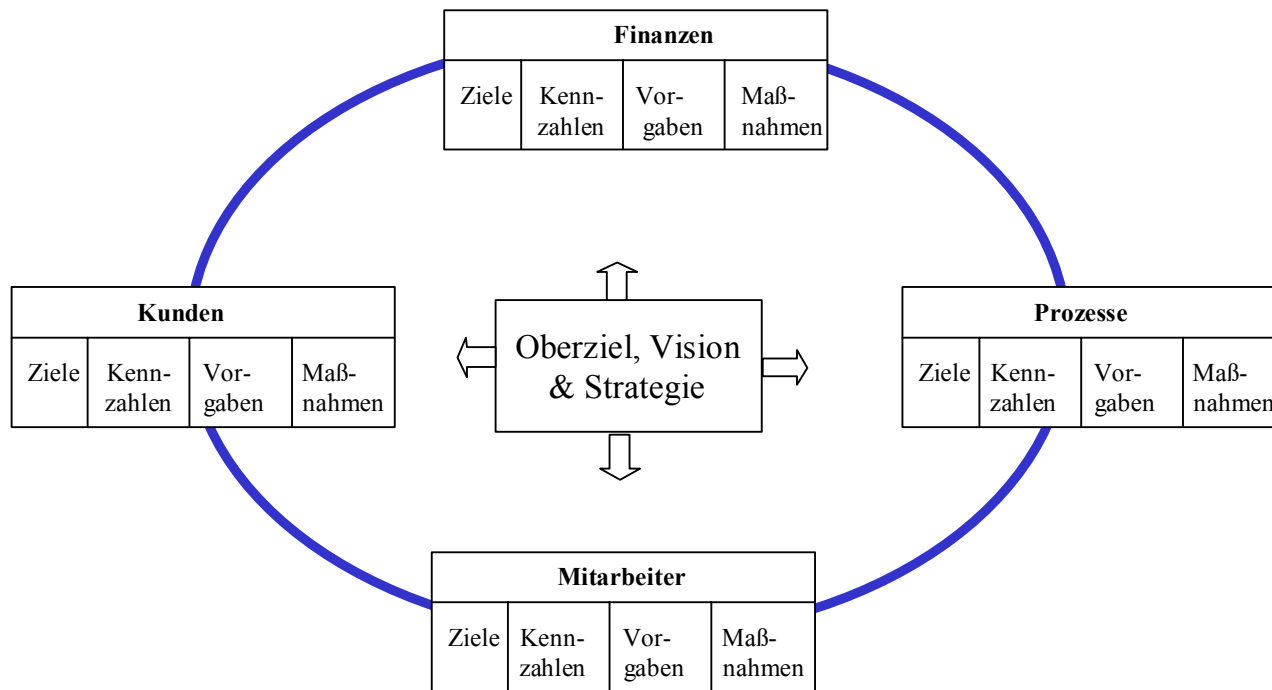 Finanzen
Ziele Kenn- Vor- Maß-
zahlen gaben nahmen
Kunden
Ziele Kenn- Vor- Maß-
zahlen gaben nahmen
Oberziel, Vision
& Strategie
Prozesse
Ziele Kenn- Vor- Maß-
zahlen gaben nahmen
Mitarbeiter
Ziele Kenn- Vor- Maß-
zahlen gaben nahmen